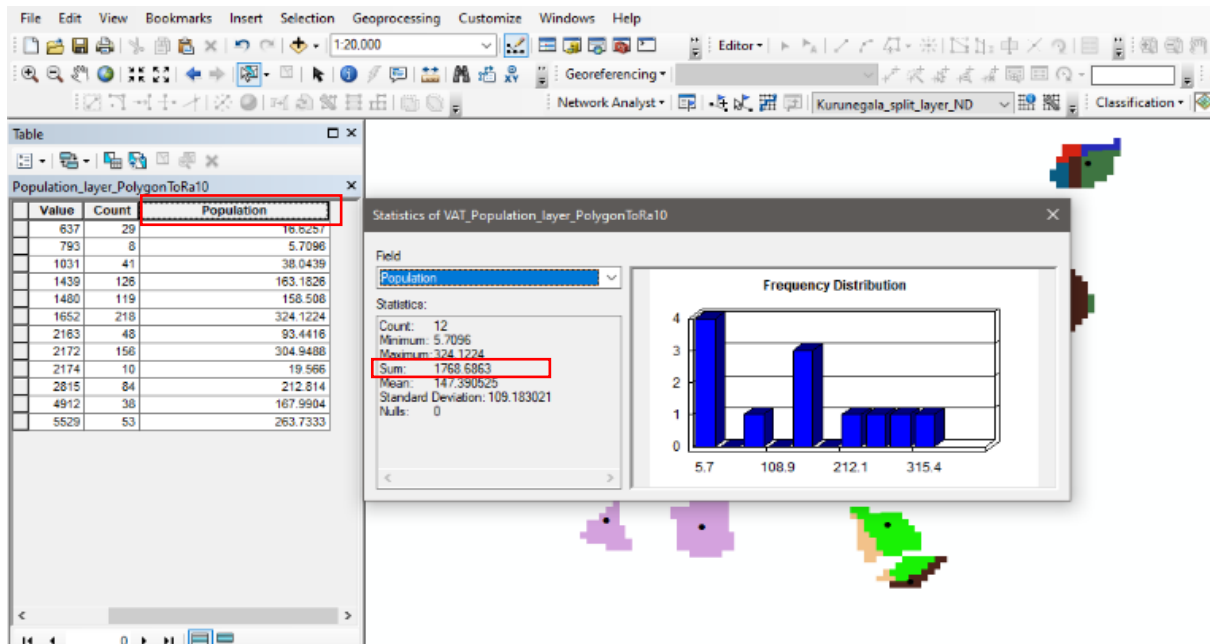 File Edit View Bookmarks Insert Selection Geoprocessing Customize Windows Help
1:20,000 Editor
Georeferencing
Network Analyst Kurunegala_split_layer_ND Classification
Table
Population_layer_PolygonToRa10
Value Count Population
637 29 16.6257
793 8 5.7096
1031 41 38.0439
1439 126 163.1826
1480 119 158.508
1652 218 324.1224
2163 48 93.4416
2172 156 304.9488
2174 10 19.566
2815 84 212.814
4912 38 167.9904
5529 53 263.7333
0
Statistics of VAT_Population_layer_PolygonToRa10
Field
Population
Statistics:
Count: 12
Minimum: 5.7096
Maximum: 324.1224
Sum: 1768.6863
Mean: 147.390525
Standard Deviation: 109.183021
Nulls: 0
Frequency Distribution
4
3
2
1
0
5.7 108.9 212.1 315.4